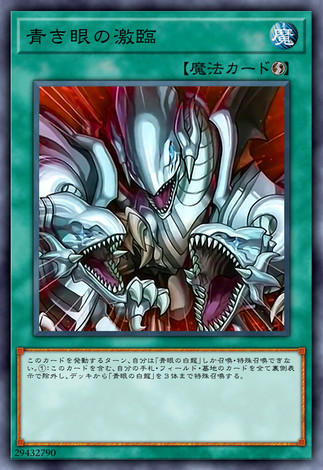 青き眼の激臨
魔
【魔法カード】
このカードを発動するターン、自分は「青眼の白龍」しか召喚・特殊召喚できな
い。①:このカードを含む、自分の手札・フィールド・墓地のカードを全て裏側表
示で除外し、デッキから「青眼の白龍」を3体まで特殊召喚する。
29432790